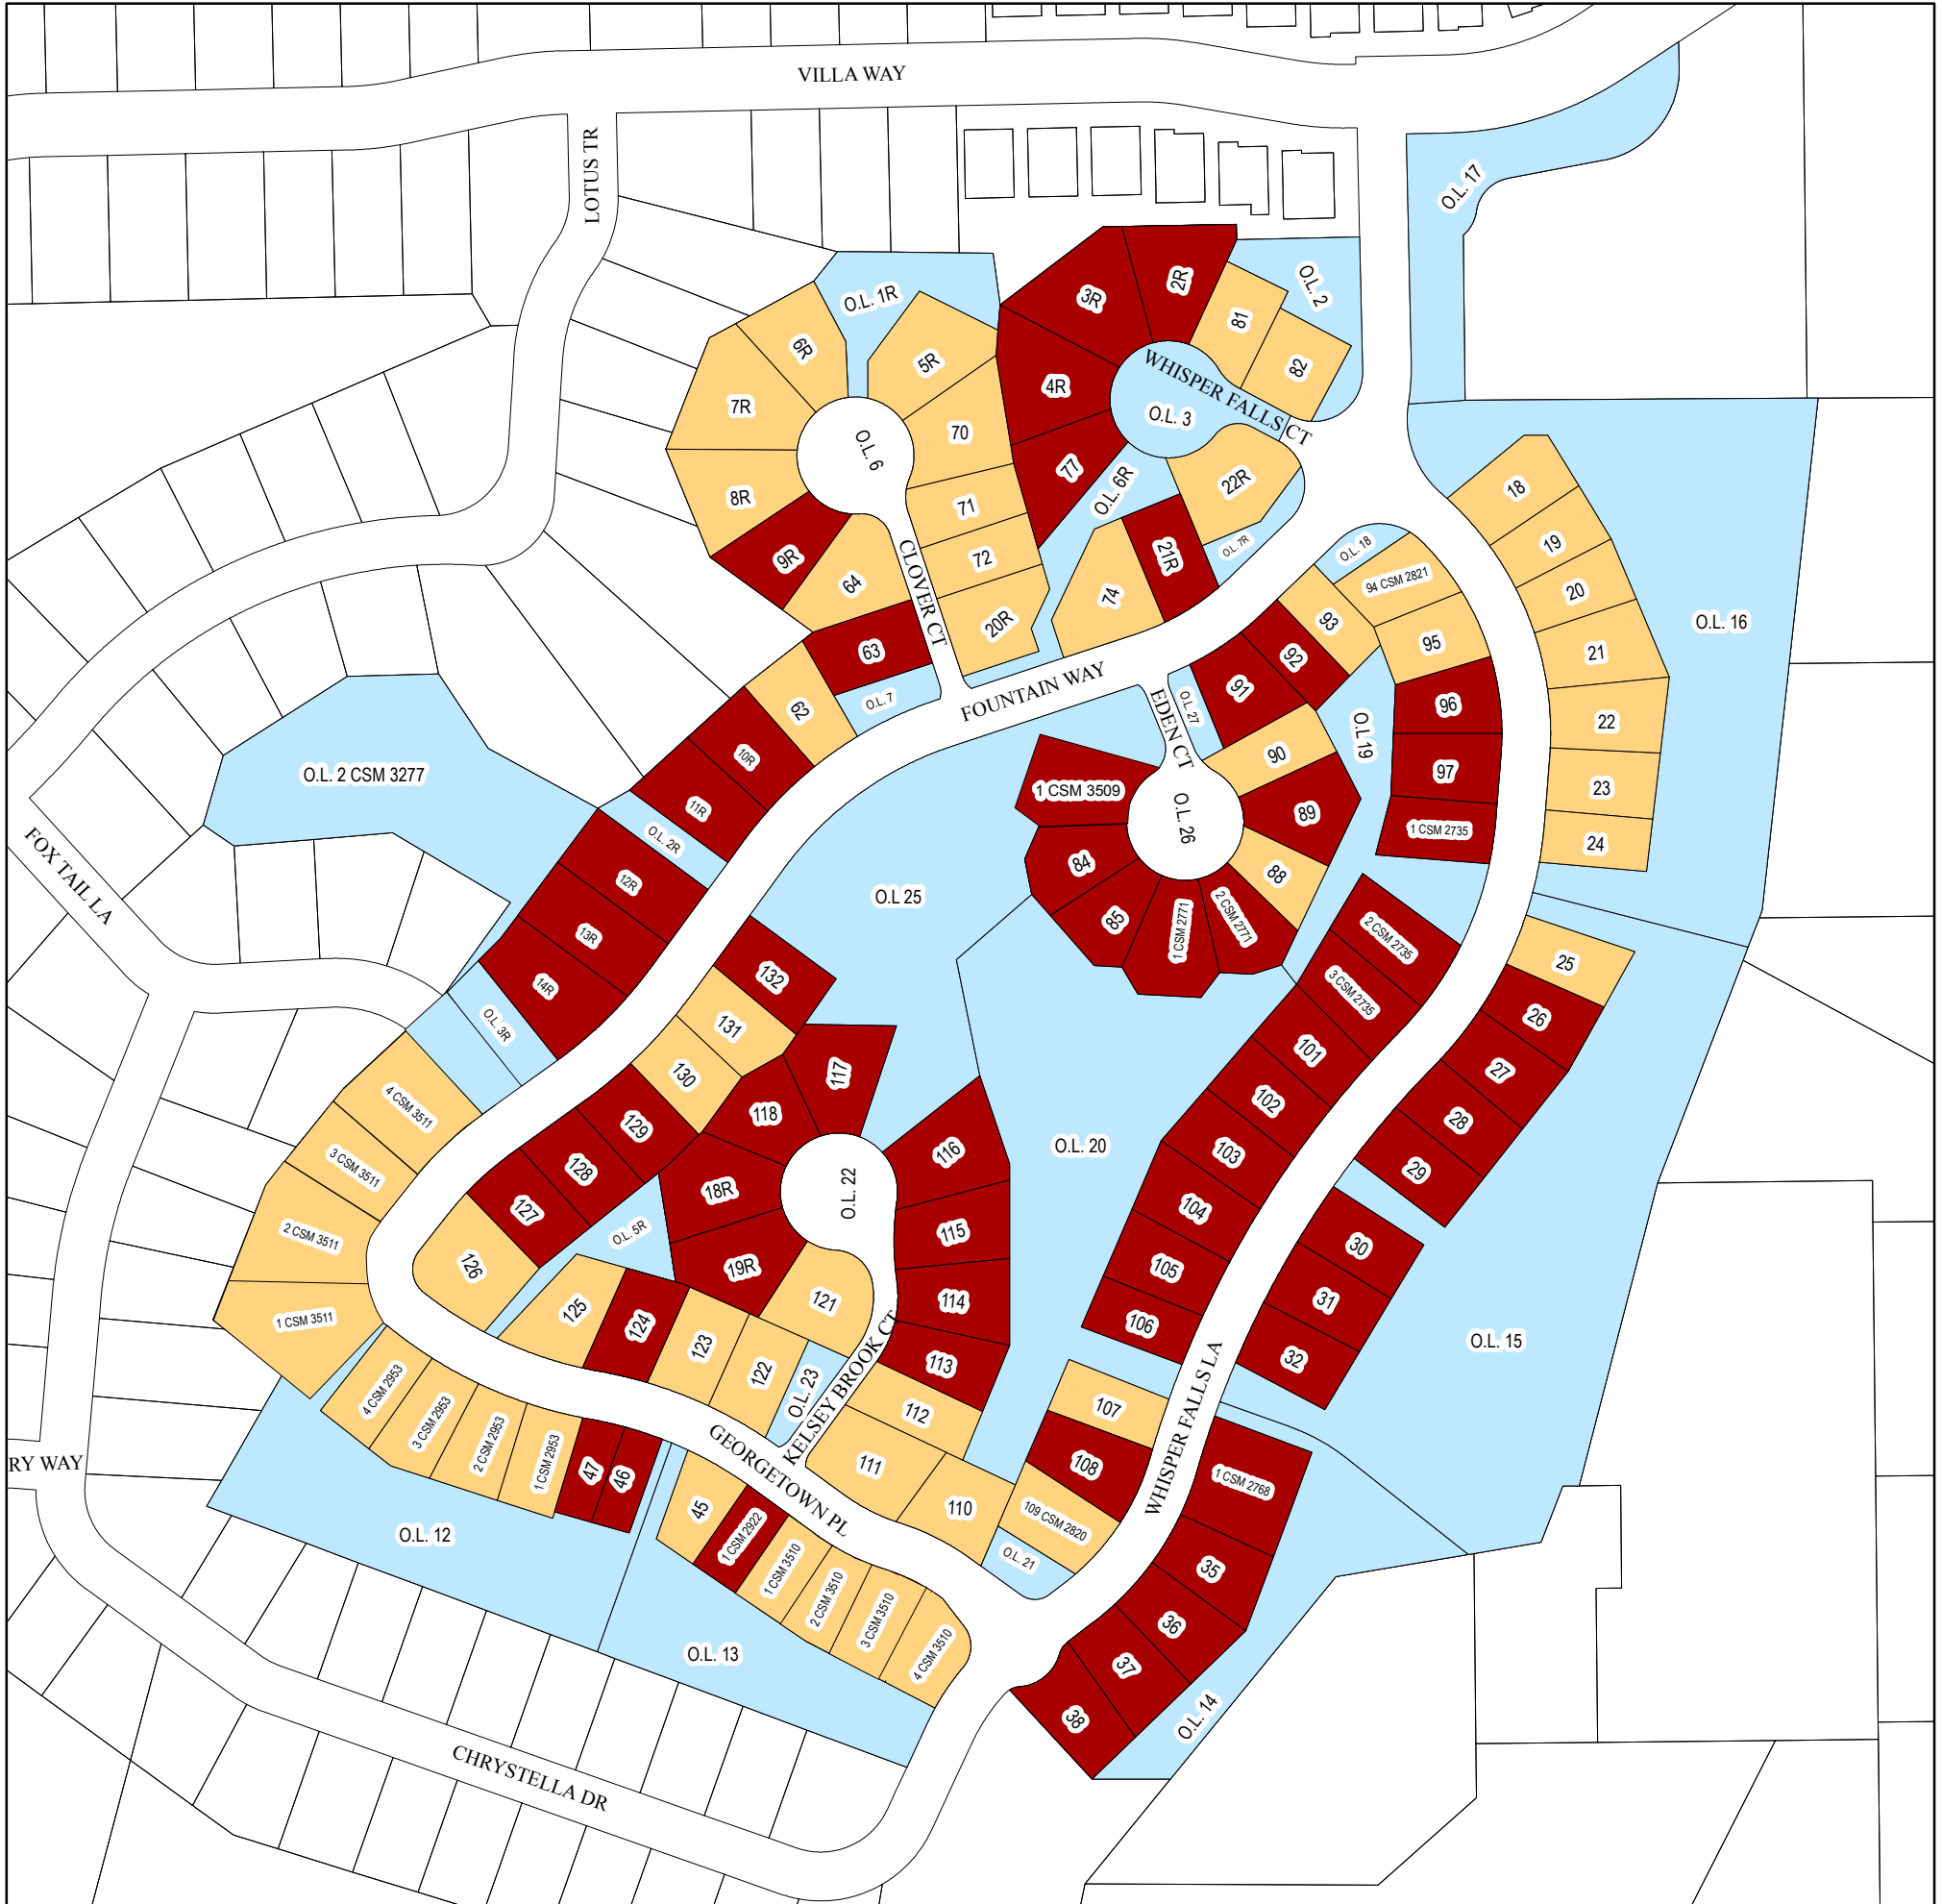 VILLA WAY
LOTUS TR
O.L. 17
O.L. 1R
3R
2R
O.L. 2
81
82
6R
5R
7R
4R
WHISPER FALLS CT
O.L. 3
70
O.L. 6
77
8R
O.L. 6R
22R
18
71
9R
72
21R
O.L. 7R
O.L. 18
19
64
CLOVER CT
74
94 CSM 2821
20
20R
93
95
21
O.L. 16
63
92
O.L. 7
FOUNTAIN WAY
91
O.L. 27
EDEN CT
96
62
22
10R
90
O.L 19
O.L. 2 CSM 3277
97
11R
1 CSM 3509
O.L. 26
89
23
1 CSM 2735
O.L. 2R
24
FOX TAIL LA
84
88
12R
O.L 25
85
1 CSM 2771
2 CSM 2771
2 CSM 2735
13R
3 CSM 2735
25
14R
132
26
O.L. 3R
131
101
27
130
117
102
4 CSM 3511
118
28
129
O.L. 20
103
116
29
3 CSM 3511
128
18R
O.L. 22
104
127
115
30
2 CSM 3511
O.L. 5R
105
126
19R
31
1 CSM 3511
125
121
114
106
124
32
O.L. 15
123
113
122
O.L. 23
KELSEY BROOK CT
WHISPER FALLS LA
4 CSM 2953
3 CSM 2953
2 CSM 2953
1 CSM 2953
47
46
112
107
RY WAY
GEORGETOWN PL
111
108
1 CSM 2768
45
110
109 CSM 2820
O.L. 12
1 CSM 2922
O.L. 21
1 CSM 3510
2 CSM 3510
3 CSM 3510
4 CSM 3510
35
36
O.L. 13
37
38
O.L. 14
CHRYSTELLA DR